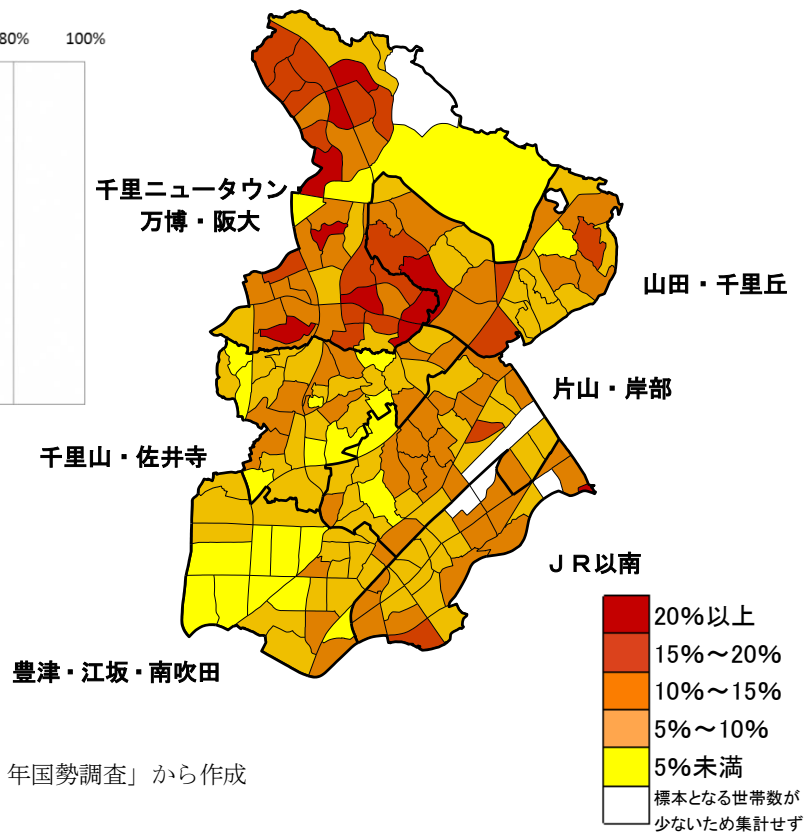 80%
100%
千里ニュータウン
万博・阪大
山田・千里丘
片山・岸部
千里山・佐井寺
ＪＲ以南
豊津・江坂・南吹田
20%以上
15%～20%
10%～15%
5%～10%
5%未満
標本となる世帯数が
少ないため集計せず
年国勢調査」から作成